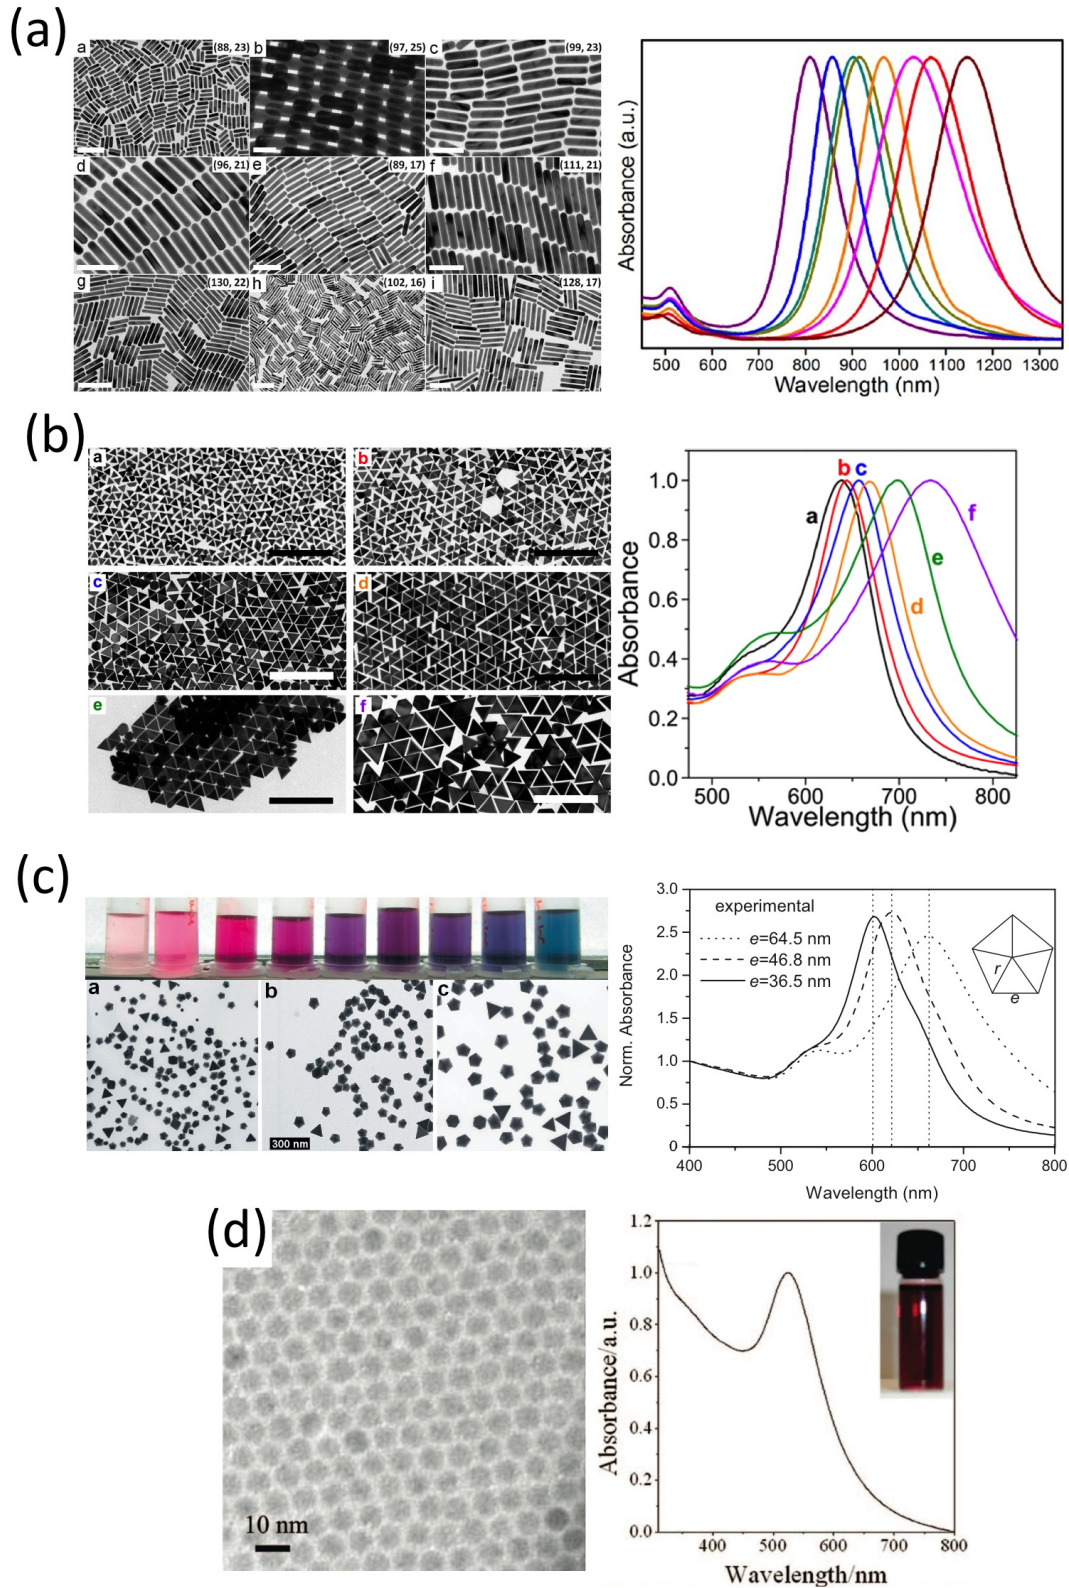 (a)
a (88, 23)
b (97, 25)
c (99, 23)
d (96, 21)
e (89, 17)
f (111, 21)
g (130, 22)
h (102, 16)
i (128, 17)
Absorbance (a.u.)
500 600 700 800 900 1000 1100 1200 1300
Wavelength (nm)
(b)
a
b
c
d
e
f
Absorbance
1.0
0.8
0.6
0.4
0.2
0.0
a
b
c
d
e
f
500 600 700 800
Wavelength (nm)
(c)
a
b
c
300 nm
Norm. Absorbance
3.0
2.5
2.0
1.5
1.0
0.5
0
experimental
e=64.5 nm
e=46.8 nm
e=36.5 nm
r
e
400 500 600 700 800
Wavelength (nm)
(d)
10 nm
Absorbance/a.u.
1.2
1.0
0.8
0.6
0.4
0.2
0.0
400 500 600 700 800
Wavelength/nm